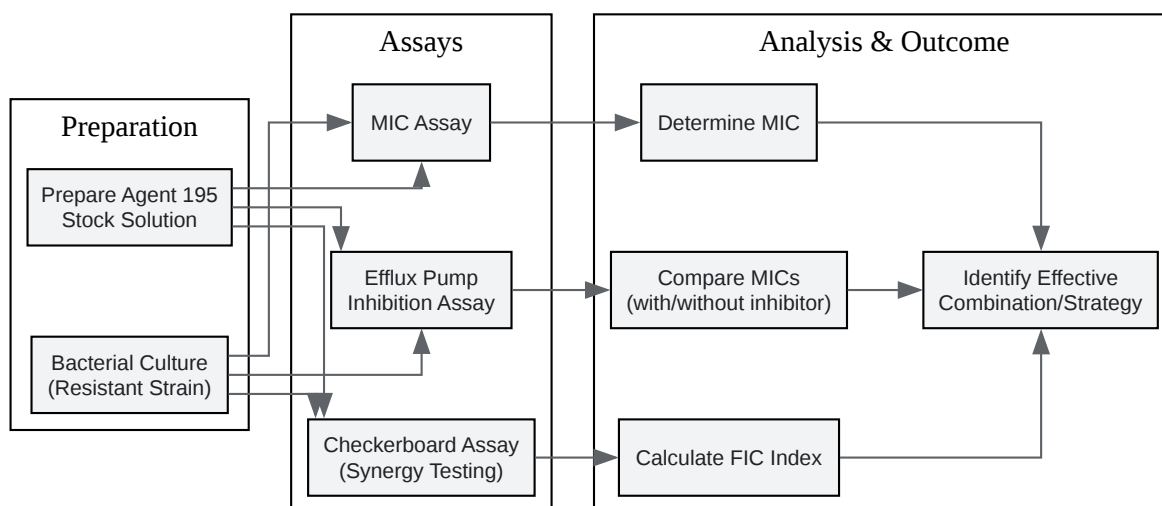 Preparation
Prepare Agent 195
Stock Solution
Bacterial Culture
(Resistant Strain)
Assays
MIC Assay
Efflux Pump
Inhibition Assay
Checkerboard Assay
(Synergy Testing)
Analysis & Outcome
Determine MIC
Compare MICs
(with/without inhibitor)
Calculate FIC Index
Identify Effective
Combination/Strategy